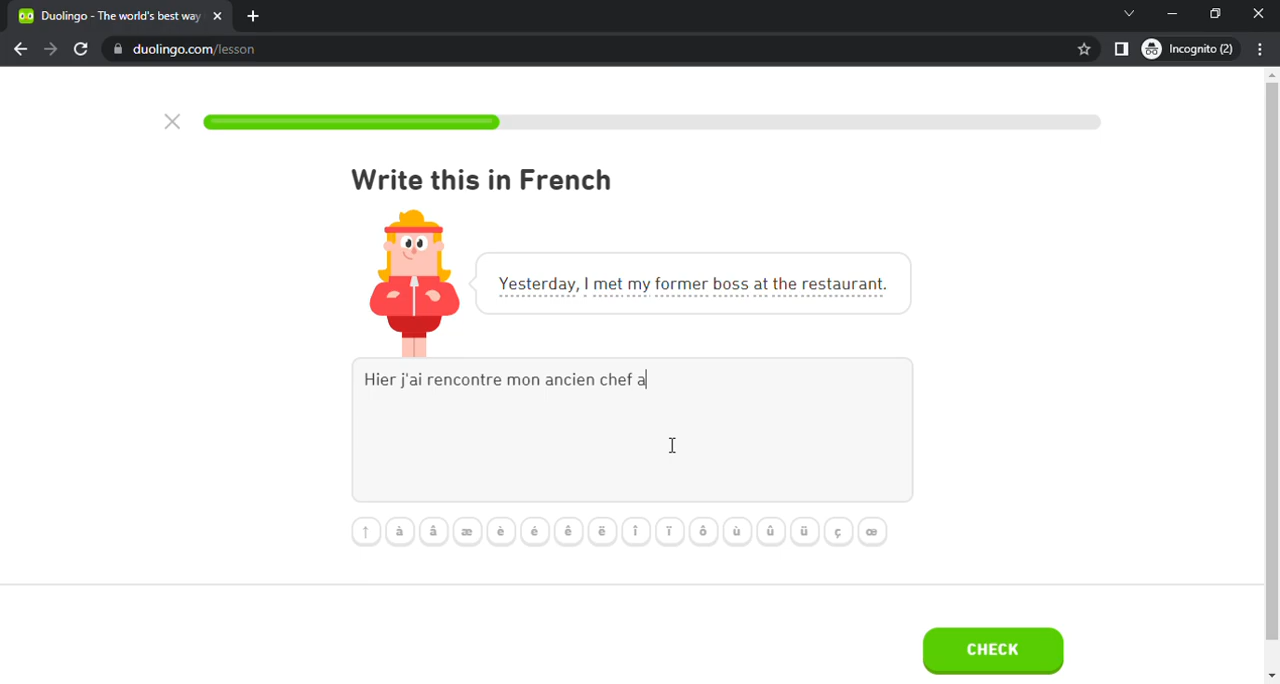 Duolingo - The world's best way
duolingo.com/lesson
Incognito (2)
Write this in French
Yesterday, I met my former boss at the restaurant.
Hier j'ai rencontre mon ancien chef a
↑ à â æ è é ê ë î ï ô ù û ü ç œ
CHECK